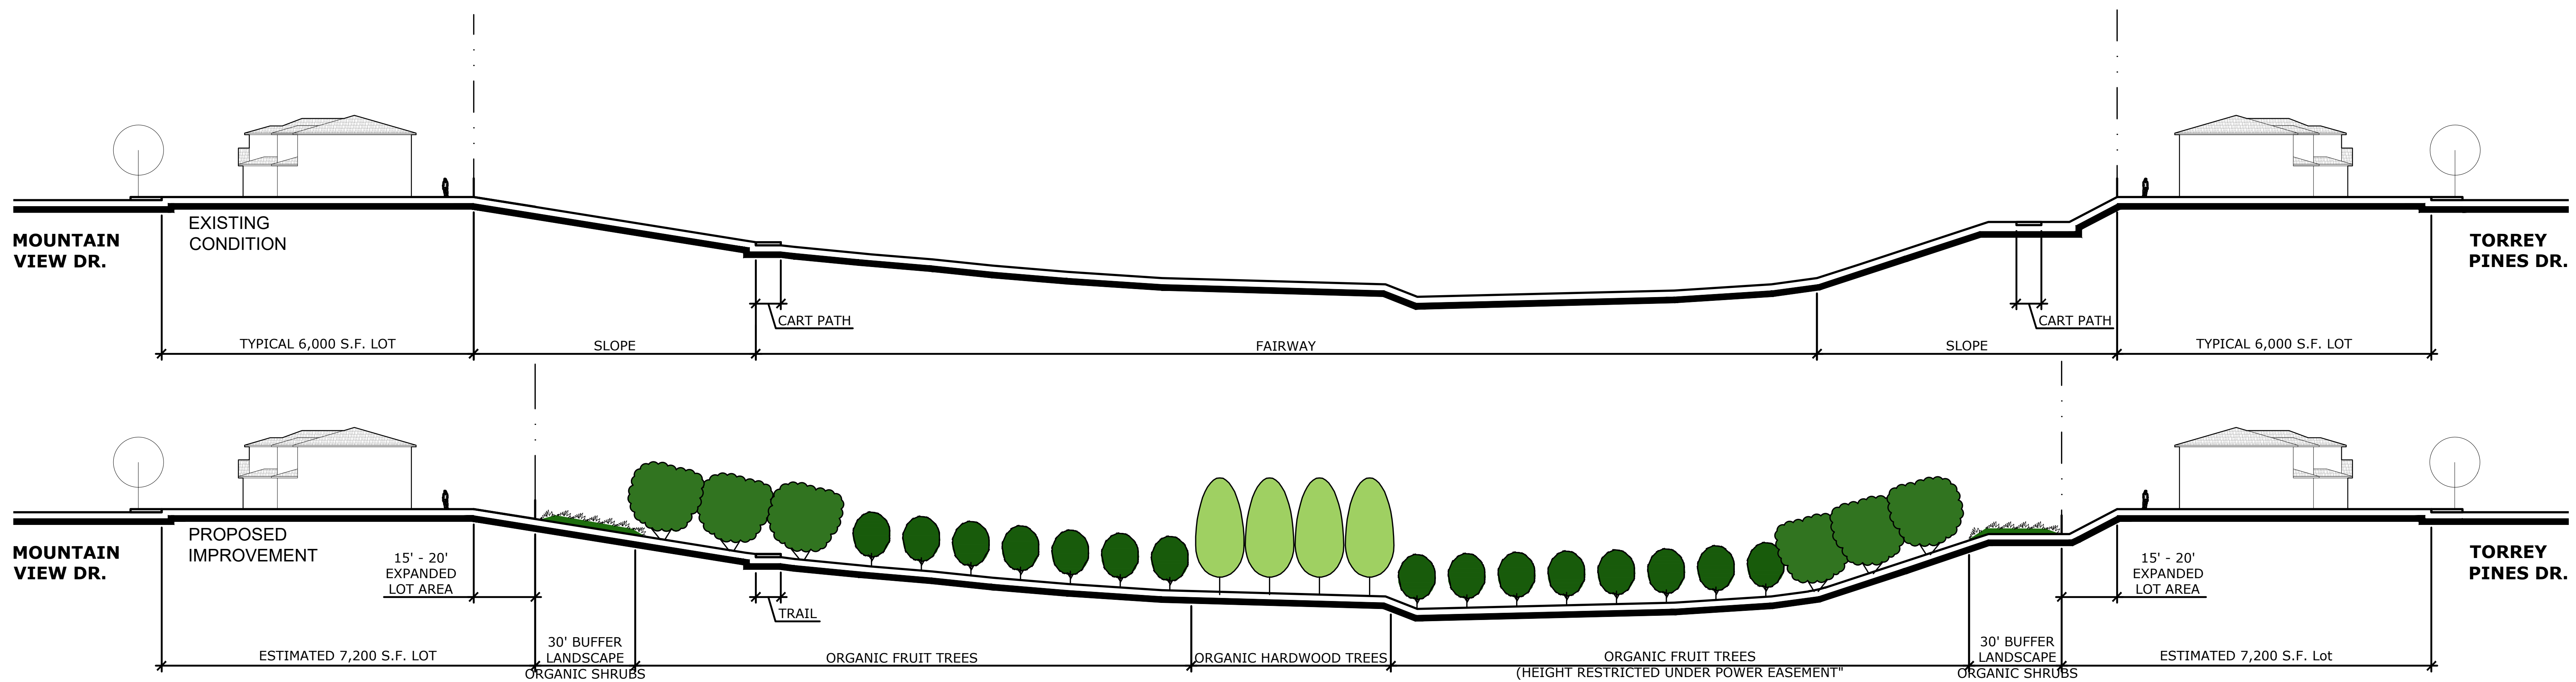 EXISTING
CONDITION
MOUNTAIN
VIEW DR.
TORREY
PINES DR.
CART PATH
CART PATH
TYPICAL 6,000 S.F. LOT
SLOPE
FAIRWAY
SLOPE
TYPICAL 6,000 S.F. LOT
PROPOSED
IMPROVEMENT
MOUNTAIN
VIEW DR.
TORREY
PINES DR.
15' - 20'
EXPANDED
LOT AREA
TRAIL
15' - 20'
EXPANDED
LOT AREA
ESTIMATED 7,200 S.F. LOT
30' BUFFER
LANDSCAPE
ORGANIC SHRUBS
ORGANIC FRUIT TREES
ORGANIC HARDWOOD TREES
ORGANIC FRUIT TREES
(HEIGHT RESTRICTED UNDER POWER EASEMENT"
30' BUFFER
LANDSCAPE
ORGANIC SHRUBS
ESTIMATED 7,200 S.F. Lot